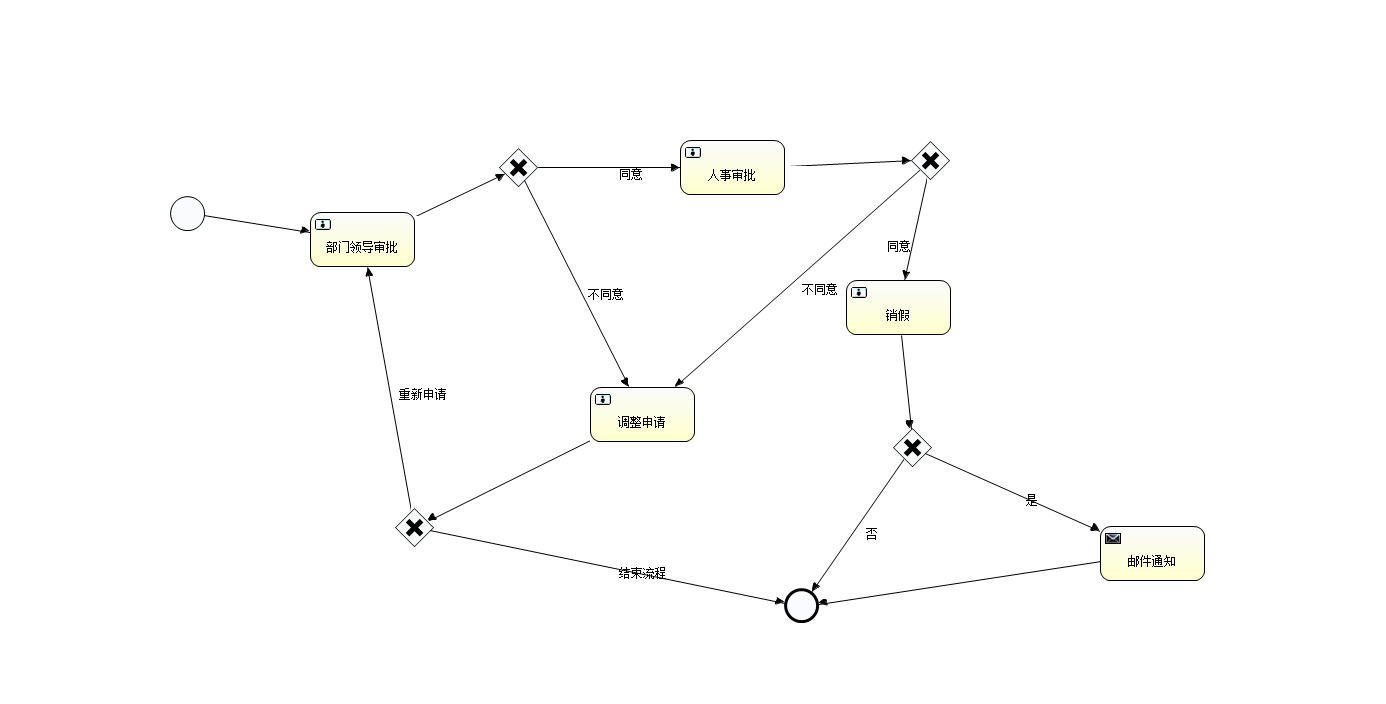 人事审批
同意
部门领导审批
同意
不同意
不同意
销假
重新申请
调整申请
是
否
邮件通知
结束流程